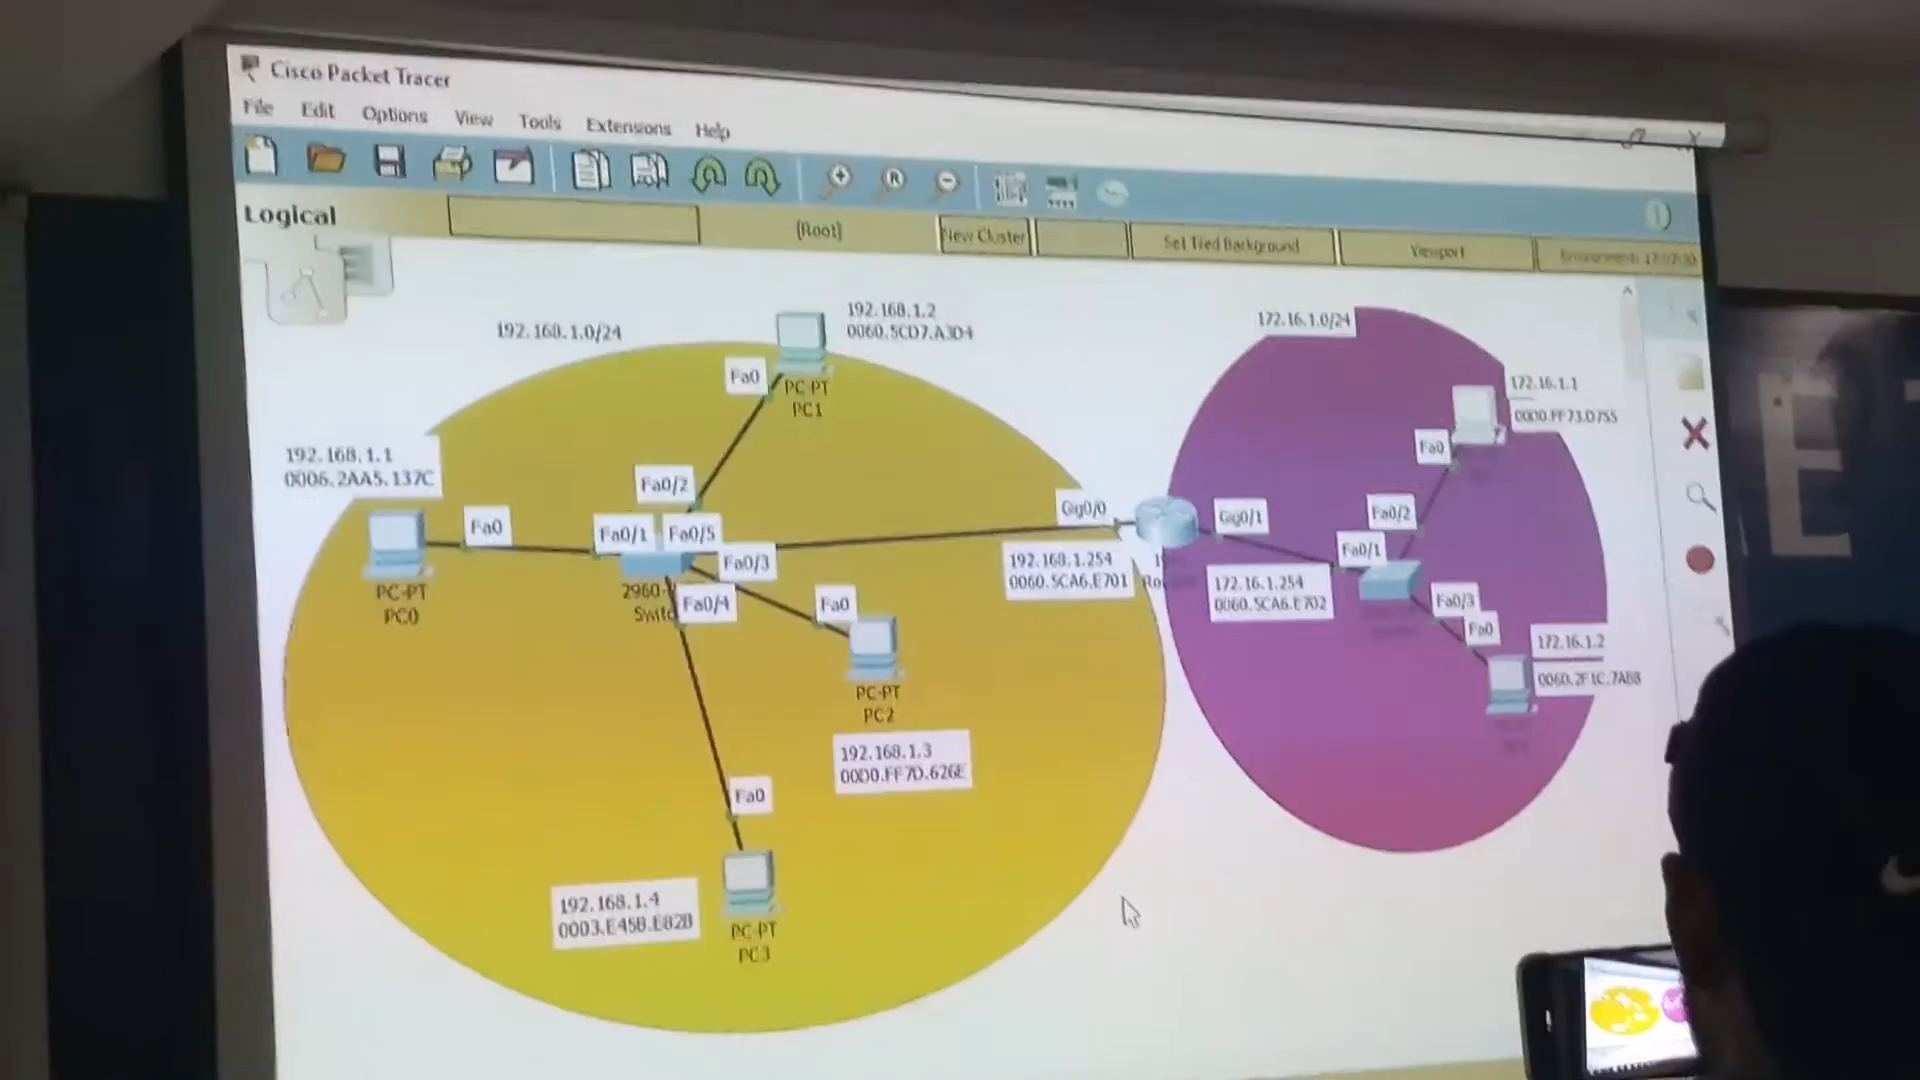 Cisco Packet Tracer
File Edit Options View Tools Extensions Help
Logical
[Root]
New Cluster
Set Tiled Background
Viewport
192.168.1.0/24
192.168.1.2
0060.5CD7.A3D4
Fa0
PC-PT
PC1
172.16.1.0/24
172.16.1.1
00D0.FF73.D755
Fa0
192.168.1.1
0006.2AA5.137C
Fa0
PC-PT
PC0
Fa0/2
Fa0/1
Fa0/5
Fa0/3
Fa0/4
2960-
Switc
Gig0/0
Gig0/1
192.168.1.254
0060.5CA6.E701
172.16.1.254
0060.5CA6.E702
Fa0/2
Fa0/1
Fa0/3
Fa0
172.16.1.2
0060.2F1C.7AB8
Fa0
PC-PT
PC2
192.168.1.3
00D0.FF7D.626E
Fa0
192.168.1.4
0003.E45B.E82B
PC-PT
PC3
E